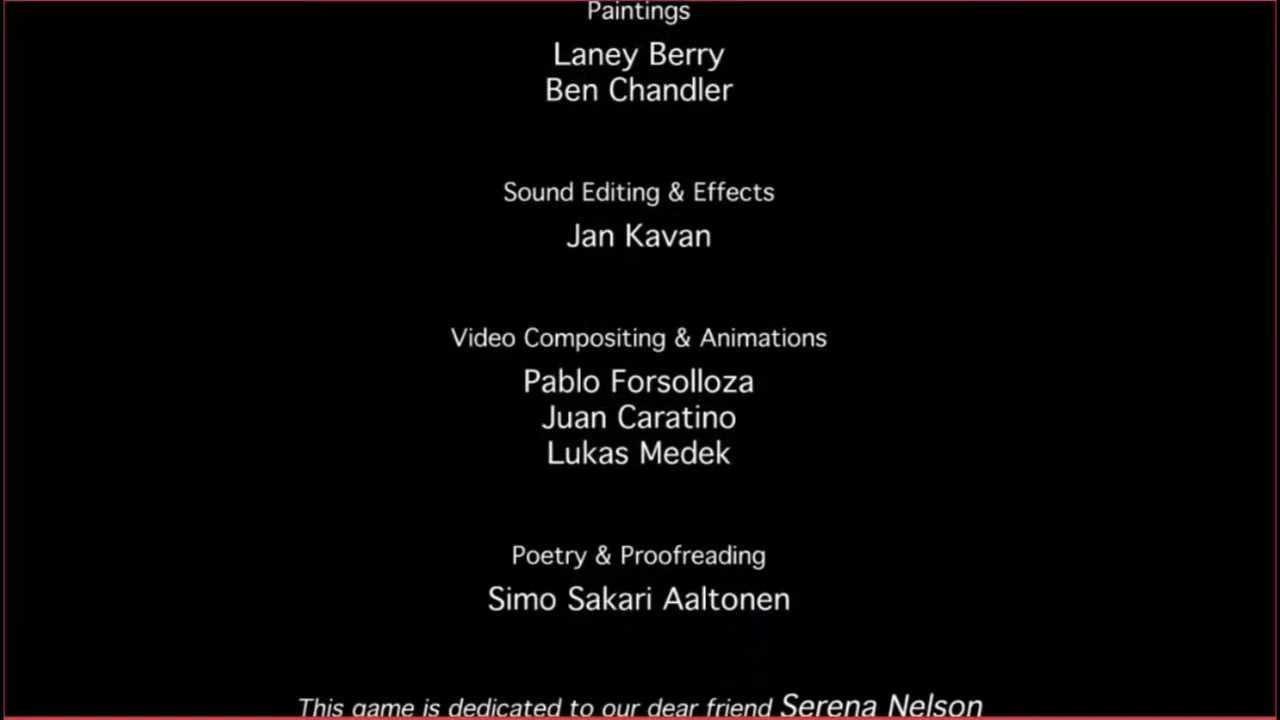 Paintings
Laney Berry
Ben Chandler
Sound Editing & Effects
Jan Kavan
Video Compositing & Animations
Pablo Forsolloza
Juan Caratino
Lukas Medek
Poetry & Proofreading
Simo Sakari Aaltonen
This game is dedicated to our dear friend Serena Nelson